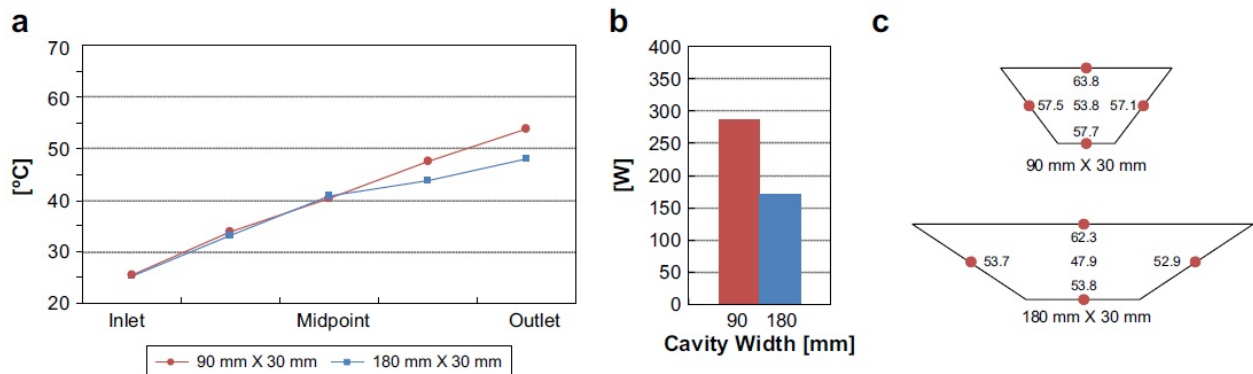 a
70
60
50
40
30
20
[ºC]
Inlet Midpoint Outlet
90 mm X 30 mm 180 mm X 30 mm
b
400
350
300
250
200
150
100
50
0
[W]
90 180
Cavity Width [mm]
c
63.8
57.5 53.8 57.1
57.7
90 mm X 30 mm
62.3
53.7 47.9 52.9
53.8
180 mm X 30 mm